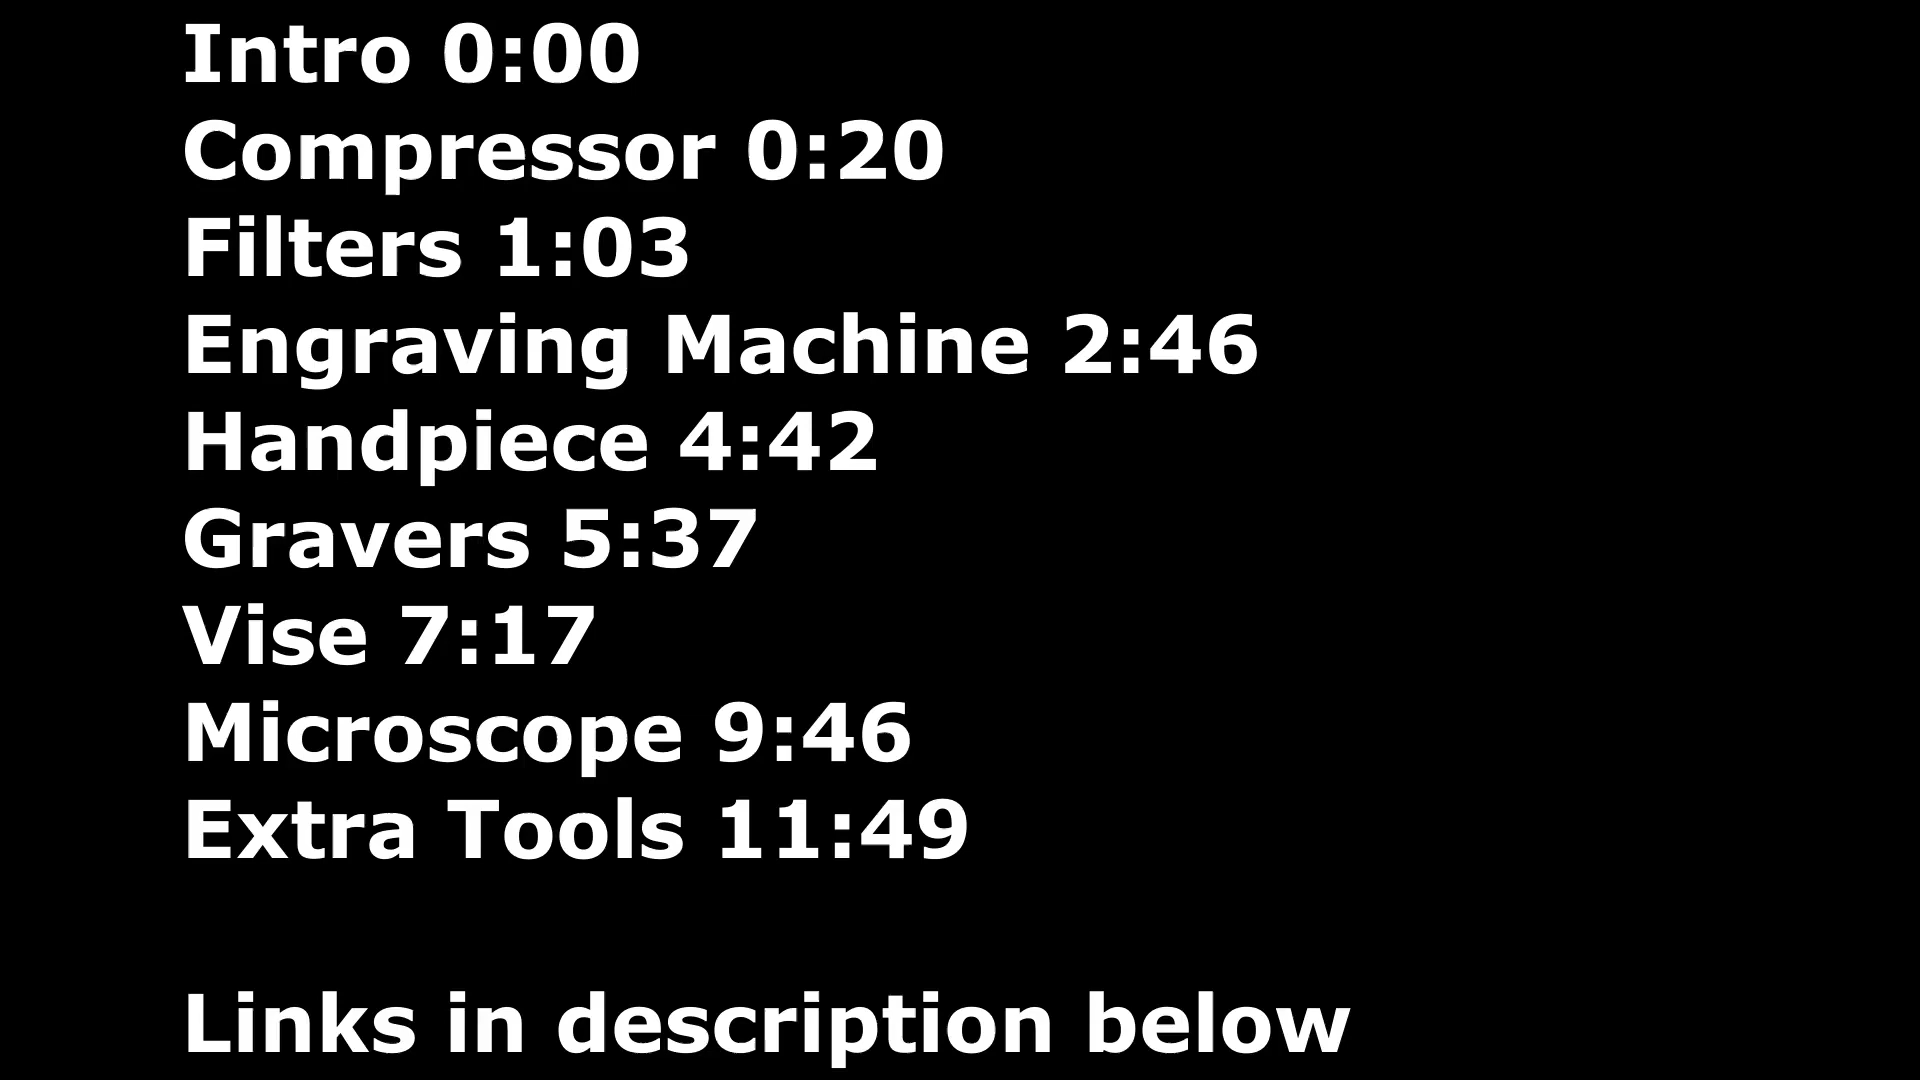 Intro 0:00
Compressor 0:20
Filters 1:03
Engraving Machine 2:46
Handpiece 4:42
Gravers 5:37
Vise 7:17
Microscope 9:46
Extra Tools 11:49
Links in description below